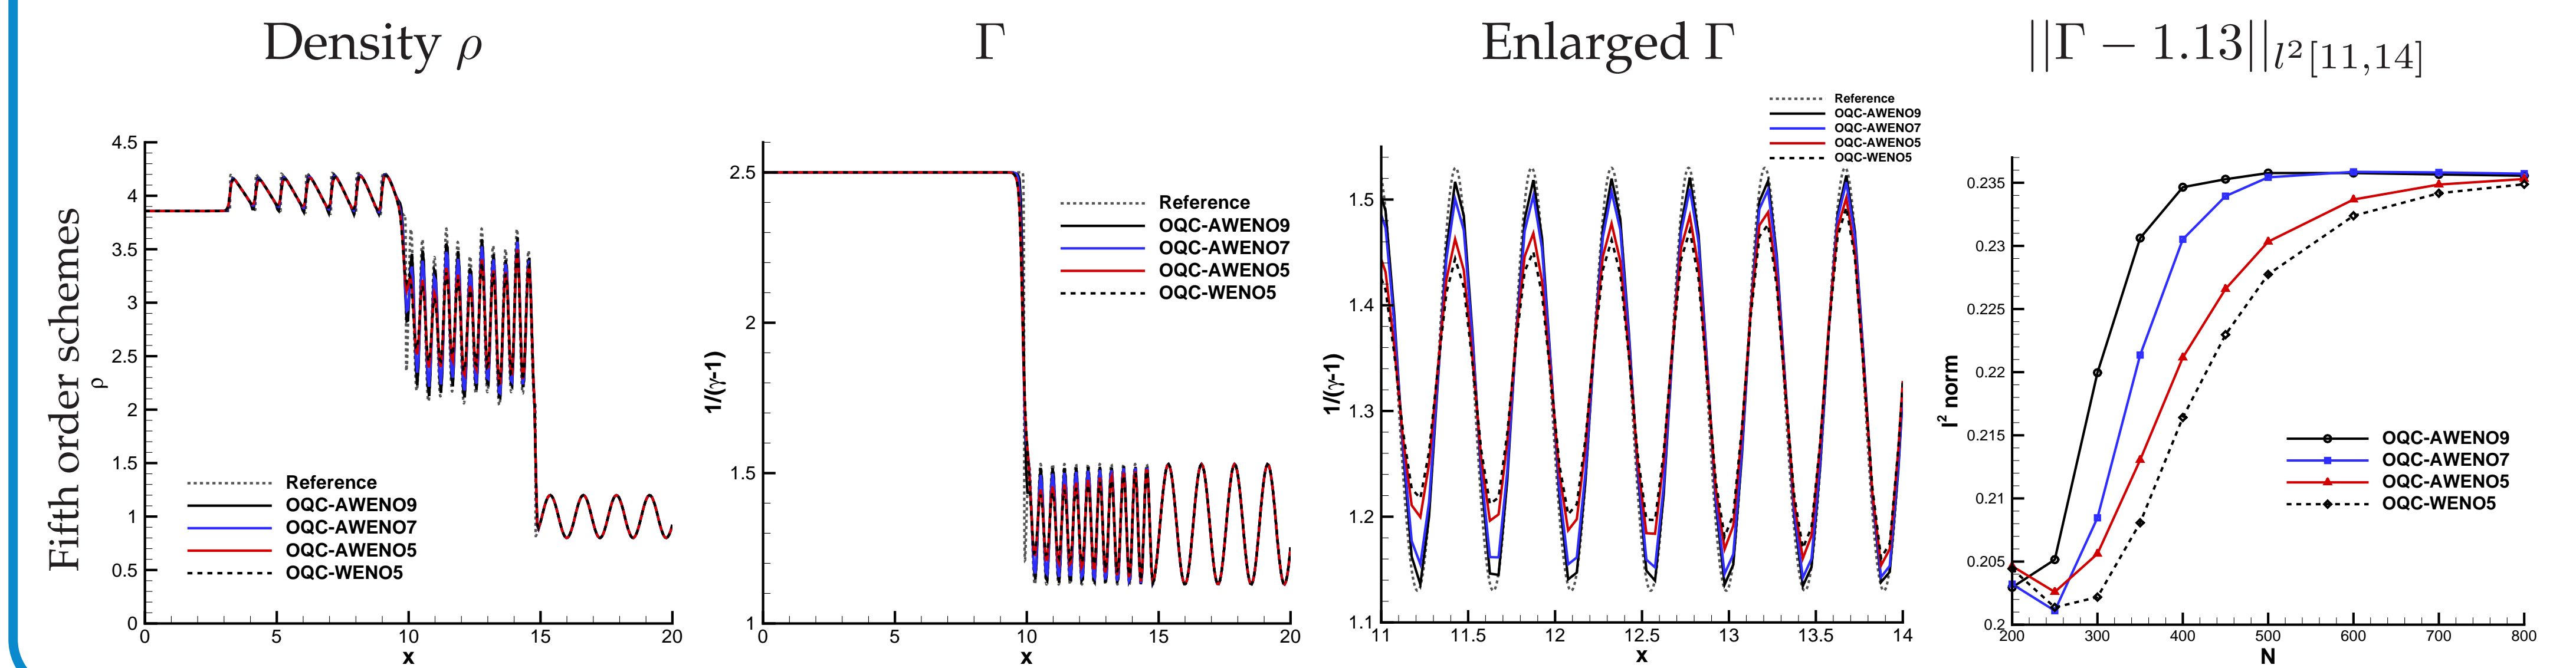 Density ρ
Γ
Enlarged Γ
||Γ − 1.13||l²[11,14]
Fifth order schemes
4.5
4
3.5
3
2.5
2
1.5
1
0.5
0
ρ
Reference
OQC-AWENO9
OQC-AWENO7
OQC-AWENO5
OQC-WENO5
0 5 10 15 20
x
2.5
2
1.5
1
1/(γ-1)
Reference
OQC-AWENO9
OQC-AWENO7
OQC-AWENO5
OQC-WENO5
0 5 10 15 20
x
Reference
OQC-AWENO9
OQC-AWENO7
OQC-AWENO5
OQC-WENO5
1.5
1.4
1.3
1.2
1.1
1/(γ-1)
11 11.5 12 12.5 13 13.5 14
x
0.235
0.23
0.225
0.22
0.215
0.21
0.205
0.2
l² norm
OQC-AWENO9
OQC-AWENO7
OQC-AWENO5
OQC-WENO5
200 300 400 500 600 700 800
N